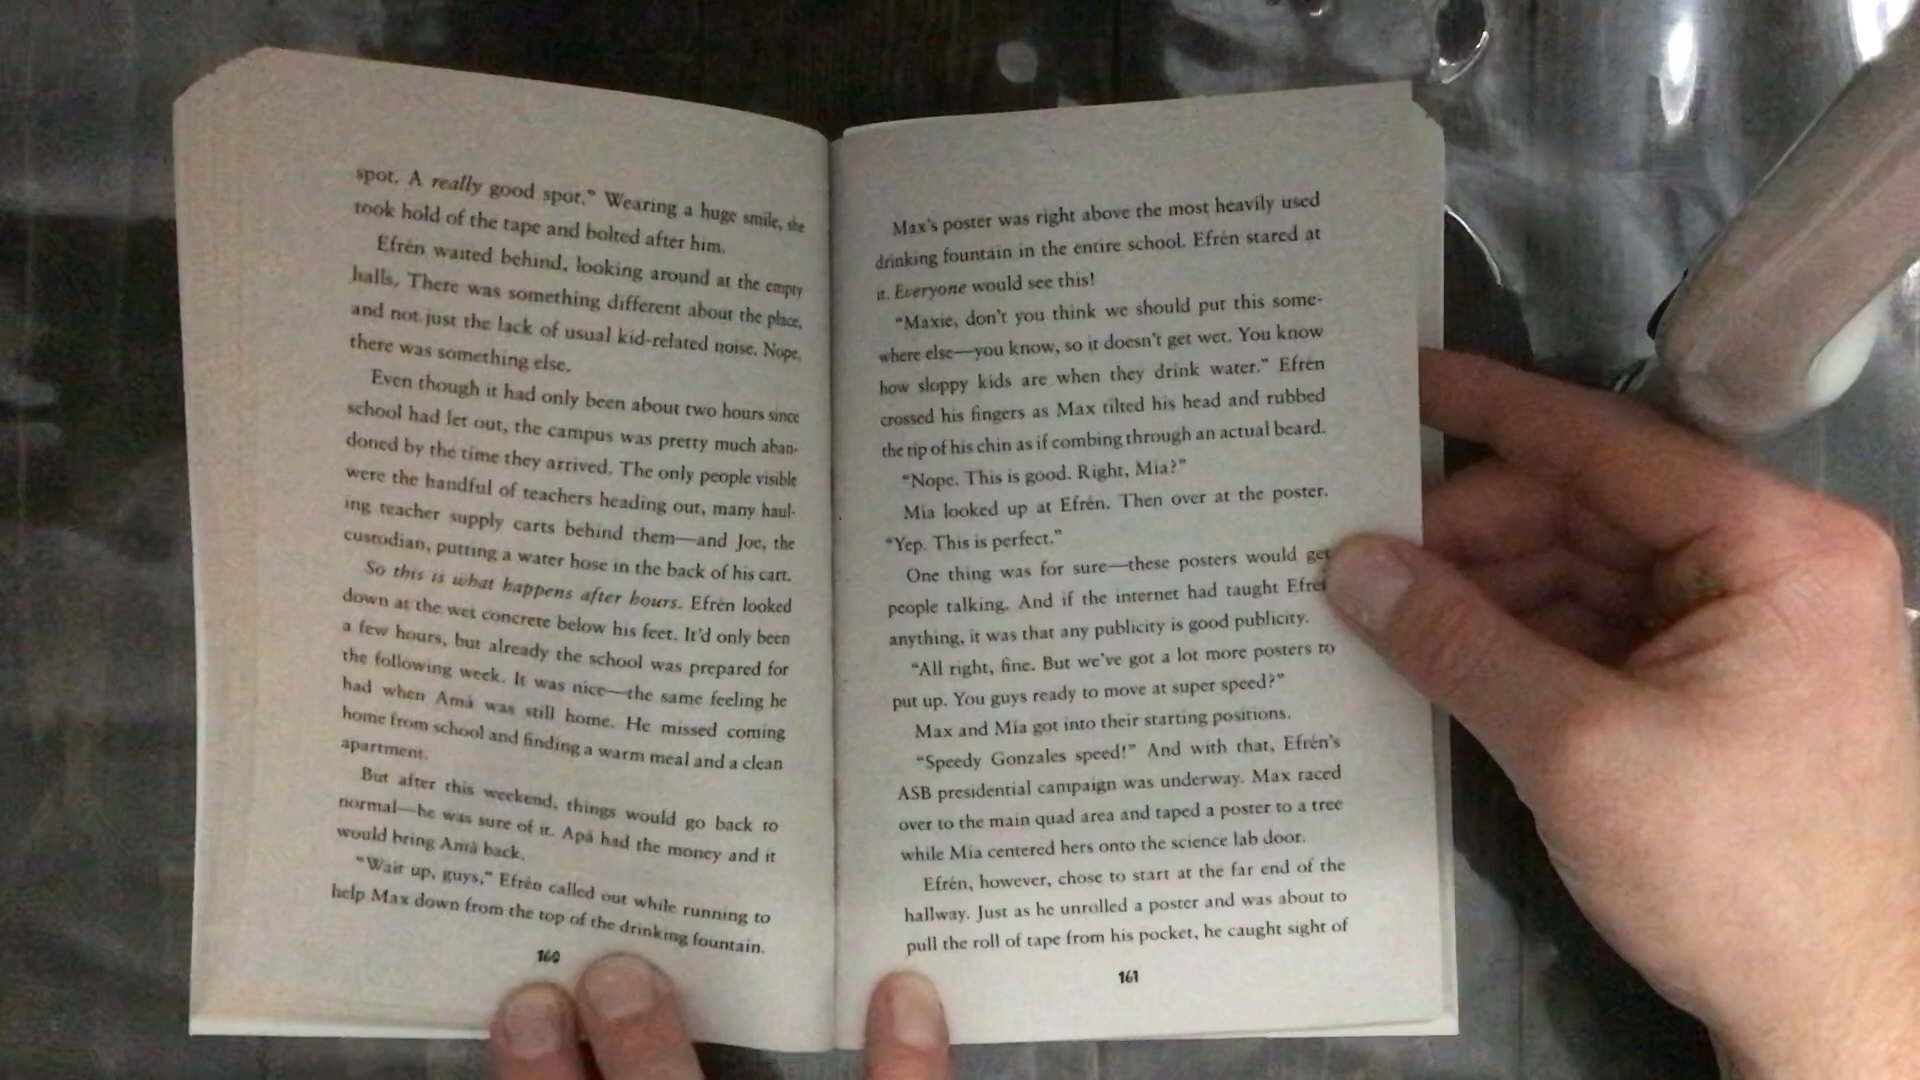 spot. A really good spot.” Wearing a huge smile, she
took hold of the tape and bolted after him.
Efrén waited behind, looking around at the empty
halls. There was something different about the place,
and not just the lack of usual kid-related noise. Nope,
there was something else.
Even though it had only been about two hours since
school had let out, the campus was pretty much aban-
doned by the time they arrived. The only people visible
were the handful of teachers heading out, many haul-
ing teacher supply carts behind them—and Joe, the
custodian, putting a water hose in the back of his cart.
So this is what happens after hours. Efrén looked
down at the wet concrete below his feet. It’d only been
a few hours, but already the school was prepared for
the following week. It was nice—the same feeling he
had when Amá was still home. He missed coming
home from school and finding a warm meal and a clean
apartment.
But after this weekend, things would go back to
normal—he was sure of it. Apá had the money and it
would bring Amá back.
“Wait up, guys,” Efrén called out while running to
help Max down from the top of the drinking fountain.
160
Max’s poster was right above the most heavily used
drinking fountain in the entire school. Efrén stared at
it. Everyone would see this!
“Maxie, don’t you think we should put this some-
where else—you know, so it doesn’t get wet. You know
how sloppy kids are when they drink water.” Efrén
crossed his fingers as Max tilted his head and rubbed
the tip of his chin as if combing through an actual beard.
“Nope. This is good. Right, Mía?”
Mía looked up at Efrén. Then over at the poster.
“Yep. This is perfect.”
One thing was for sure—these posters would get
people talking. And if the internet had taught Efrén
anything, it was that any publicity is good publicity.
“All right, fine. But we’ve got a lot more posters to
put up. You guys ready to move at super speed?”
Max and Mía got into their starting positions.
“Speedy Gonzales speed!” And with that, Efrén’s
ASB presidential campaign was underway. Max raced
over to the main quad area and taped a poster to a tree
while Mía centered hers onto the science lab door.
Efrén, however, chose to start at the far end of the
hallway. Just as he unrolled a poster and was about to
pull the roll of tape from his pocket, he caught sight of
161